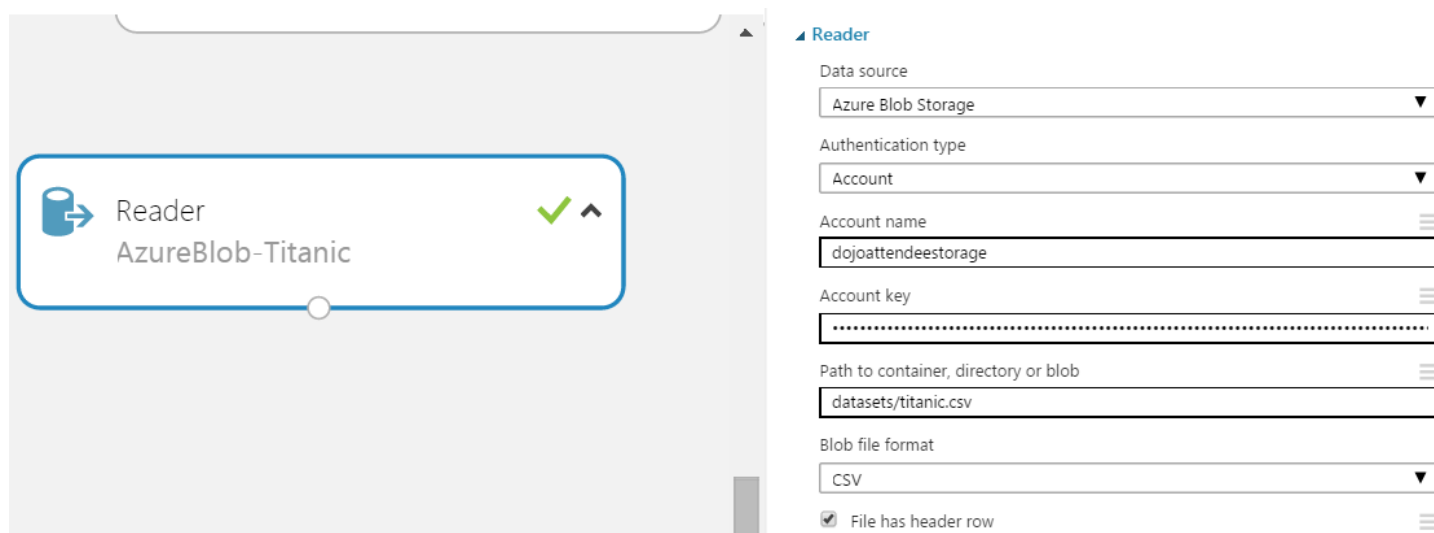 Reader
AzureBlob-Titanic
Reader
Data source
Azure Blob Storage
Authentication type
Account
Account name
dojoattendeestorage
Account key
Path to container, directory or blob
datasets/titanic.csv
Blob file format
CSV
File has header row